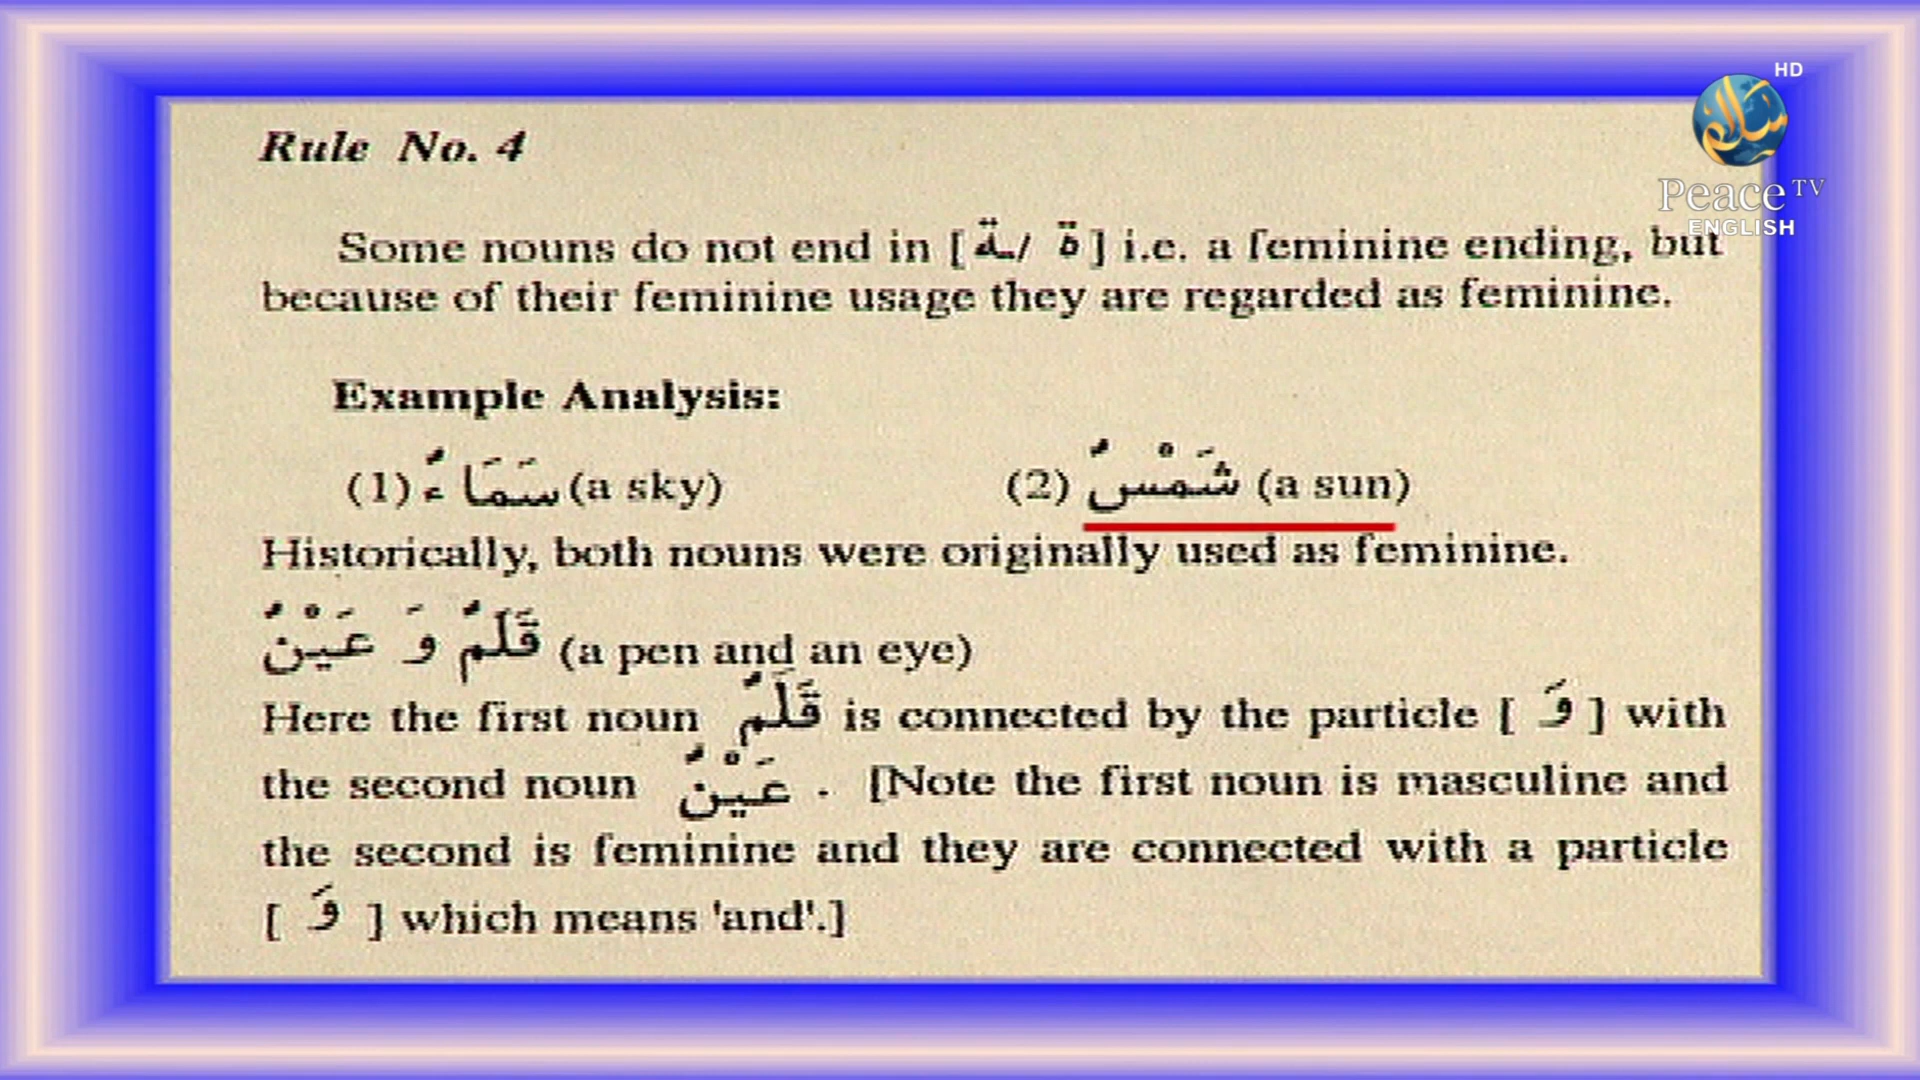 HD
Peace TV
ENGLISH
Rule No. 4
Some nouns do not end in [ ـة / ة ] i.e. a feminine ending, but
because of their feminine usage they are regarded as feminine.
Example Analysis:
(1) سَمَاءٌ (a sky) (2) شَمْسٌ (a sun)
Historically, both nouns were originally used as feminine.
قَلَمٌ وَ عَيْنٌ (a pen and an eye)
Here the first noun قَلَمٌ is connected by the particle [ وَ ] with
the second noun عَيْنٌ . [Note the first noun is masculine and
the second is feminine and they are connected with a particle
[ وَ ] which means 'and'.]